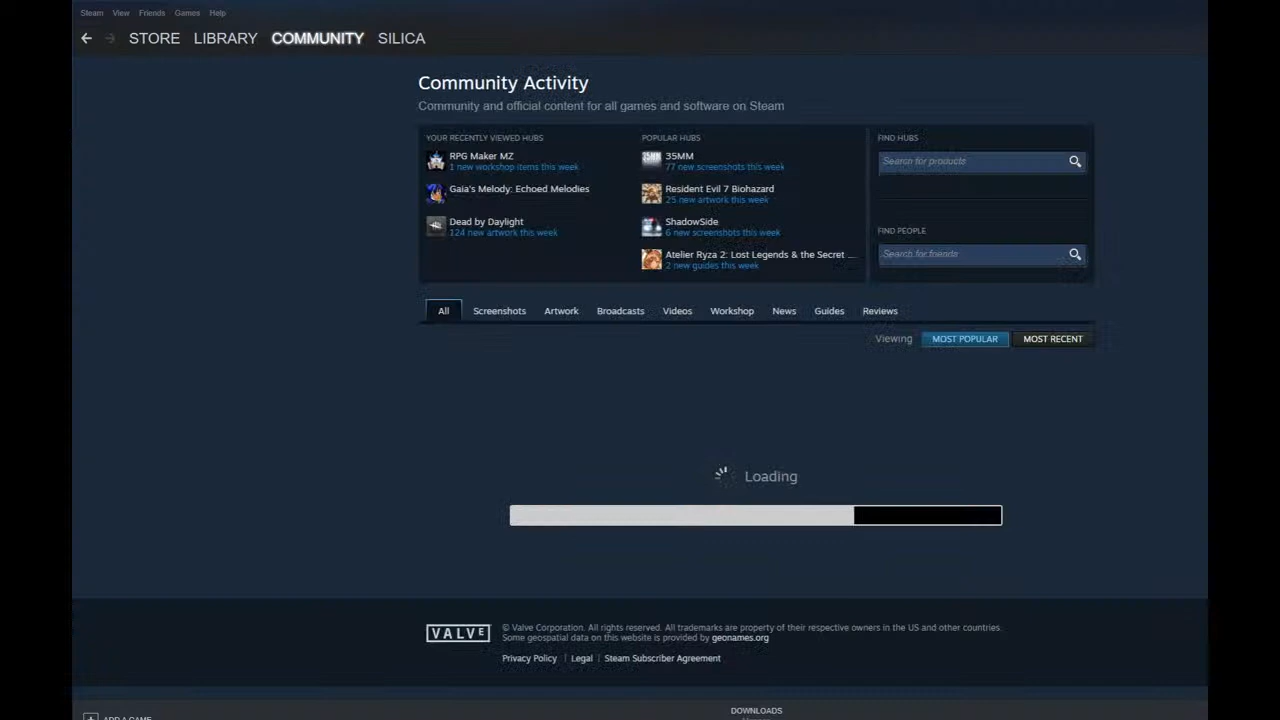 Steam View Friends Games Help
STORE LIBRARY COMMUNITY SILICA
Community Activity
Community and official content for all games and software on Steam
YOUR RECENTLY VIEWED HUBS
RPG Maker MZ
1 new workshop items this week
Gaia's Melody: Echoed Melodies
Dead by Daylight
124 new artwork this week
POPULAR HUBS
35MM
77 new screenshots this week
Resident Evil 7 Biohazard
25 new artwork this week
ShadowSide
6 new screenshots this week
Atelier Ryza 2: Lost Legends & the Secret ...
2 new guides this week
FIND HUBS
Search for products
FIND PEOPLE
Search for friends
All Screenshots Artwork Broadcasts Videos Workshop News Guides Reviews
Viewing MOST POPULAR MOST RECENT
Loading
VALVE
© Valve Corporation. All rights reserved. All trademarks are property of their respective owners in the US and other countries.
Some geospatial data on this website is provided by geonames.org
Privacy Policy | Legal | Steam Subscriber Agreement
ADD A GAME
DOWNLOADS